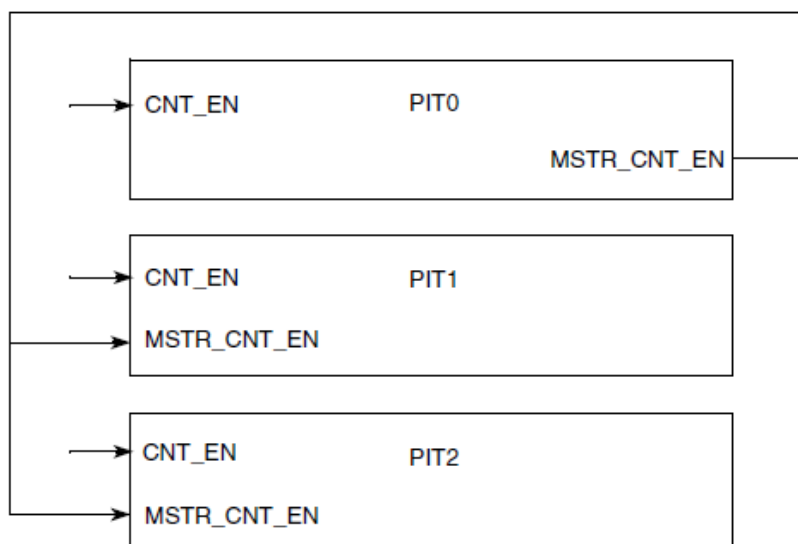 CNT_EN PIT0
MSTR_CNT_EN
CNT_EN PIT1
MSTR_CNT_EN
CNT_EN PIT2
MSTR_CNT_EN